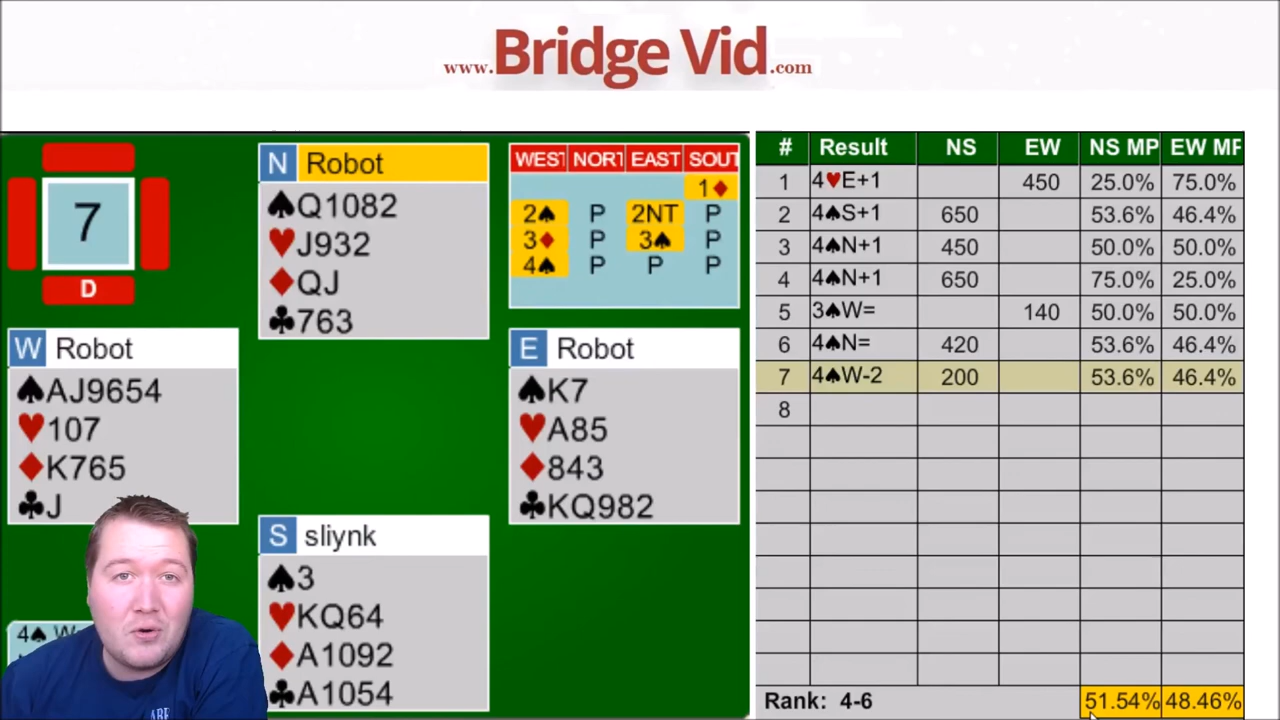 www.Bridge Vid.com
7
D
N Robot
♠Q1082
♥J932
♦QJ
♣763
WEST NORT EAST SOUT
1♦
2♠ P 2NT P
3♦ P 3♠ P
4♠ P P P
W Robot
♠AJ9654
♥107
♦K765
♣J
E Robot
♠K7
♥A85
♦843
♣KQ982
S sliynk
♠3
♥KQ64
♦A1092
♣A1054
4♠ W
# Result NS EW NS MP EW MP
1 4♥E+1 450 25.0% 75.0%
2 4♠S+1 650 53.6% 46.4%
3 4♠N+1 450 50.0% 50.0%
4 4♠N+1 650 75.0% 25.0%
5 3♠W= 140 50.0% 50.0%
6 4♠N= 420 53.6% 46.4%
7 4♠W-2 200 53.6% 46.4%
8
Rank: 4-6 51.54% 48.46%